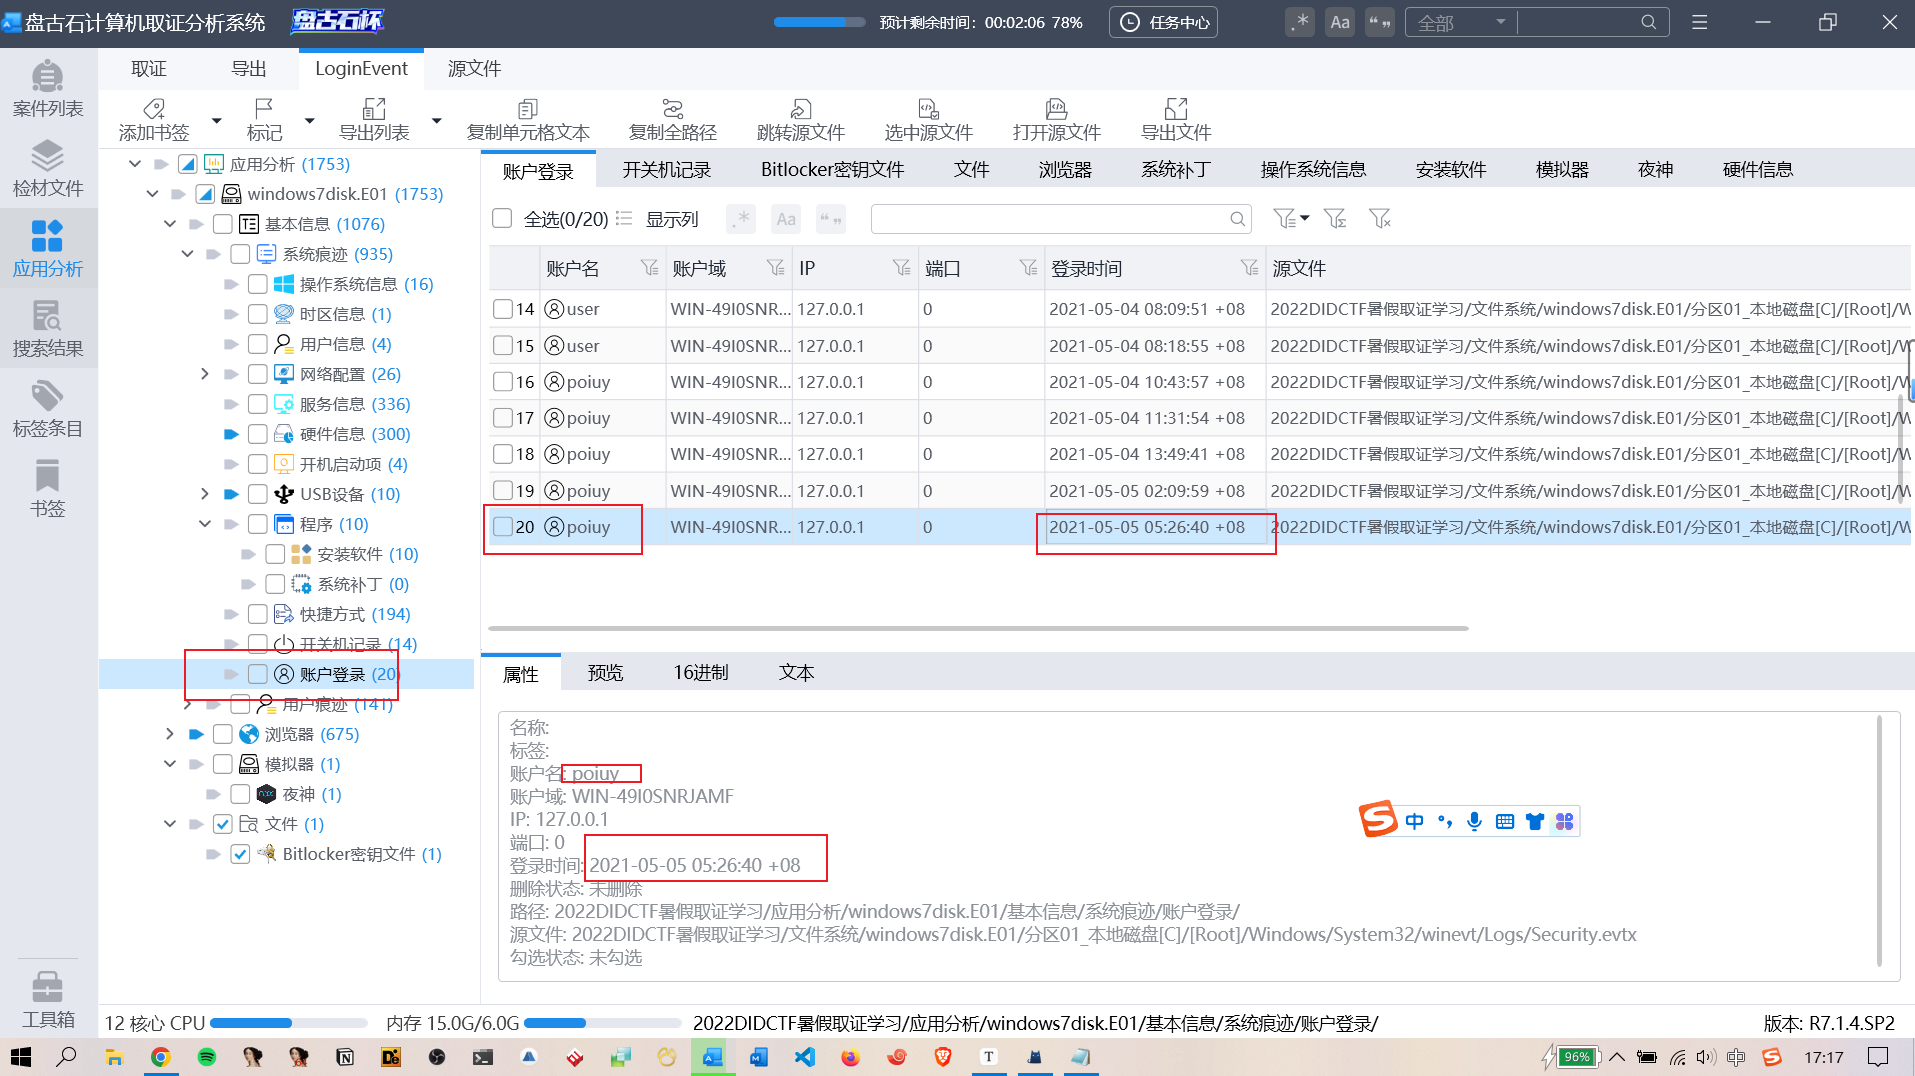 盘古石计算机取证分析系统 盘古石杯 预计剩余时间：00:02:06 78% 任务中心 .* Aa “ ” 全部
取证 导出 LoginEvent 源文件
案件列表
检材文件
应用分析
搜索结果
标签条目
书签
工具箱
添加书签 标记 导出列表 复制单元格文本 复制全路径 跳转源文件 选中源文件 打开源文件 导出文件
应用分析 (1753)
windows7disk.E01 (1753)
基本信息 (1076)
系统痕迹 (935)
操作系统信息 (16)
时区信息 (1)
用户信息 (4)
网络配置 (26)
服务信息 (336)
硬件信息 (300)
开机启动项 (4)
USB设备 (10)
程序 (10)
安装软件 (10)
系统补丁 (0)
快捷方式 (194)
开关机记录 (14)
账户登录 (20)
用户痕迹 (141)
浏览器 (675)
模拟器 (1)
夜神 (1)
文件 (1)
Bitlocker密钥文件 (1)
账户登录 开关机记录 Bitlocker密钥文件 文件 浏览器 系统补丁 操作系统信息 安装软件 模拟器 夜神 硬件信息
全选(0/20) 显示列 .* Aa “ ”
账户名 账户域 IP 端口 登录时间 源文件
14 user WIN-49I0SNR... 127.0.0.1 0 2021-05-04 08:09:51 +08 2022DIDCTF暑假取证学习/文件系统/windows7disk.E01/分区01_本地磁盘[C]/[Root]/W
15 user WIN-49I0SNR... 127.0.0.1 0 2021-05-04 08:18:55 +08 2022DIDCTF暑假取证学习/文件系统/windows7disk.E01/分区01_本地磁盘[C]/[Root]/W
16 poiuy WIN-49I0SNR... 127.0.0.1 0 2021-05-04 10:43:57 +08 2022DIDCTF暑假取证学习/文件系统/windows7disk.E01/分区01_本地磁盘[C]/[Root]/W
17 poiuy WIN-49I0SNR... 127.0.0.1 0 2021-05-04 11:31:54 +08 2022DIDCTF暑假取证学习/文件系统/windows7disk.E01/分区01_本地磁盘[C]/[Root]/W
18 poiuy WIN-49I0SNR... 127.0.0.1 0 2021-05-04 13:49:41 +08 2022DIDCTF暑假取证学习/文件系统/windows7disk.E01/分区01_本地磁盘[C]/[Root]/W
19 poiuy WIN-49I0SNR... 127.0.0.1 0 2021-05-05 02:09:59 +08 2022DIDCTF暑假取证学习/文件系统/windows7disk.E01/分区01_本地磁盘[C]/[Root]/W
20 poiuy WIN-49I0SNR... 127.0.0.1 0 2021-05-05 05:26:40 +08 2022DIDCTF暑假取证学习/文件系统/windows7disk.E01/分区01_本地磁盘[C]/[Root]/W
属性 预览 16进制 文本
名称:
标签:
账户名: poiuy
账户域: WIN-49I0SNRJAMF
IP: 127.0.0.1
端口: 0
登录时间: 2021-05-05 05:26:40 +08
删除状态: 未删除
路径: 2022DIDCTF暑假取证学习/应用分析/windows7disk.E01/基本信息/系统痕迹/账户登录/
源文件: 2022DIDCTF暑假取证学习/文件系统/windows7disk.E01/分区01_本地磁盘[C]/[Root]/Windows/System32/winevt/Logs/Security.evtx
勾选状态: 未勾选
S 中
12 核心 CPU 内存 15.0G/6.0G 2022DIDCTF暑假取证学习/应用分析/windows7disk.E01/基本信息/系统痕迹/账户登录/ 版本: R7.1.4.SP2
96% 中 S 17:17